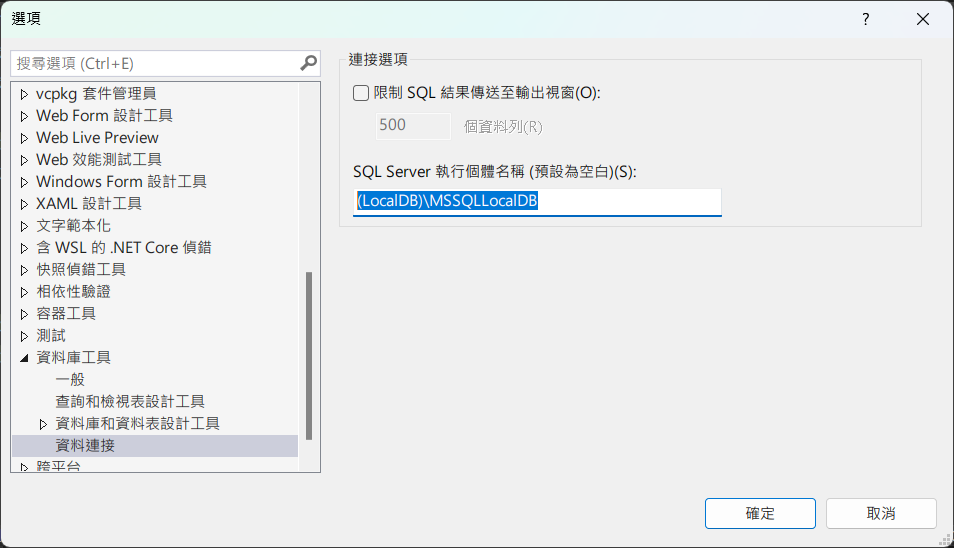 選項
?
搜尋選項 (Ctrl+E)
vcpkg 套件管理員
Web Form 設計工具
Web Live Preview
Web 效能測試工具
Windows Form 設計工具
XAML 設計工具
文字範本化
含 WSL 的 .NET Core 偵錯
快照偵錯工具
相依性驗證
容器工具
測試
資料庫工具
一般
查詢和檢視表設計工具
資料庫和資料表設計工具
資料連接
跨平台
連接選項
限制 SQL 結果傳送至輸出視窗(O):
500 個資料列(R)
SQL Server 執行個體名稱 (預設為空白)(S):
(LocalDB)\MSSQLLocalDB
確定
取消